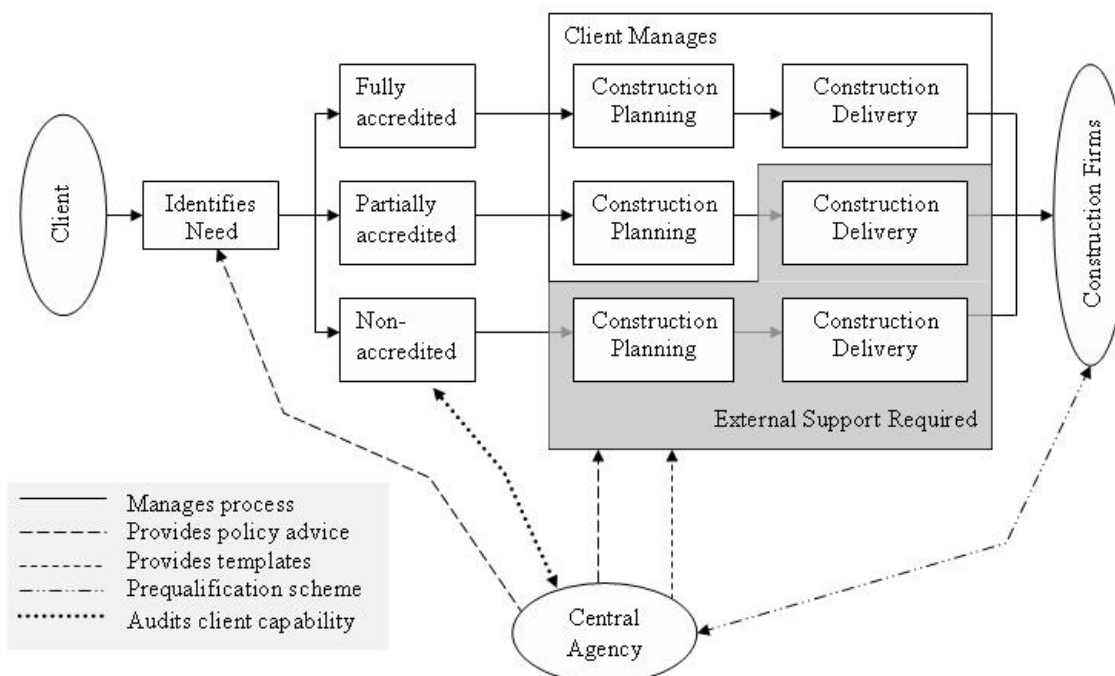 Client
Identifies
Need
Fully
accredited
Partially
accredited
Non-
accredited
Client Manages
Construction
Planning
Construction
Delivery
Construction
Planning
Construction
Delivery
Construction
Planning
Construction
Delivery
External Support Required
Construction Firms
Manages process
Provides policy advice
Provides templates
Prequalification scheme
Audits client capability
Central
Agency